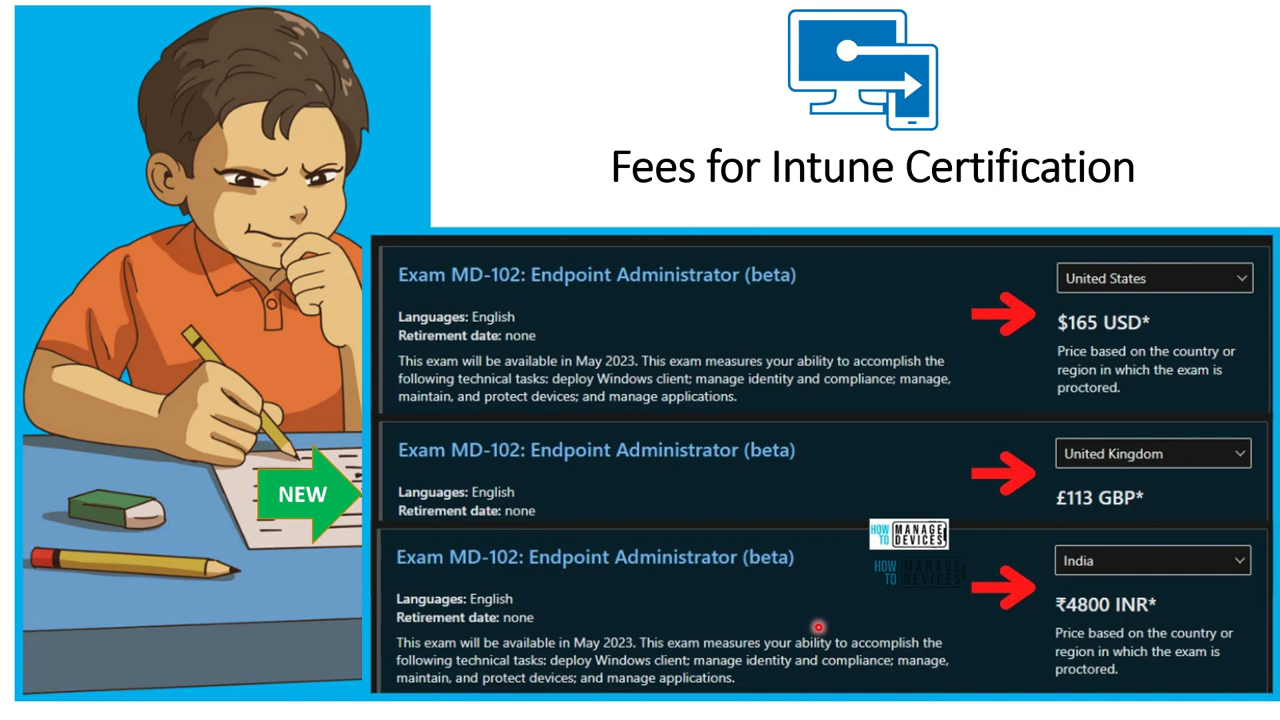 Fees for Intune Certification
Exam MD-102: Endpoint Administrator (beta)
United States
Languages: English
$165 USD*
Retirement date: none
Price based on the country or
region in which the exam is
proctored.
This exam will be available in May 2023. This exam measures your ability to accomplish the
following technical tasks: deploy Windows client; manage identity and compliance; manage,
maintain, and protect devices; and manage applications.
Exam MD-102: Endpoint Administrator (beta)
United Kingdom
NEW
Languages: English
£113 GBP*
Retirement date: none
HOW TO MANAGE DEVICES
Exam MD-102: Endpoint Administrator (beta)
India
HOW TO MANAGE DEVICES
Languages: English
₹4800 INR*
Retirement date: none
Price based on the country or
region in which the exam is
proctored.
This exam will be available in May 2023. This exam measures your ability to accomplish the
following technical tasks: deploy Windows client; manage identity and compliance; manage,
maintain, and protect devices; and manage applications.